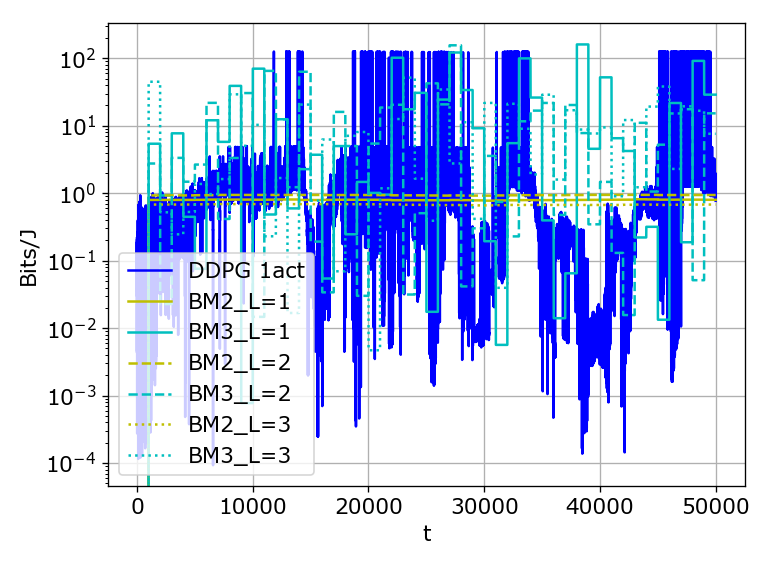 10²
10¹
10⁰
10⁻¹
10⁻²
10⁻³
10⁻⁴
Bits/J
DDPG 1act
BM2_L=1
BM3_L=1
BM2_L=2
BM3_L=2
BM2_L=3
BM3_L=3
0 10000 20000 30000 40000 50000
t